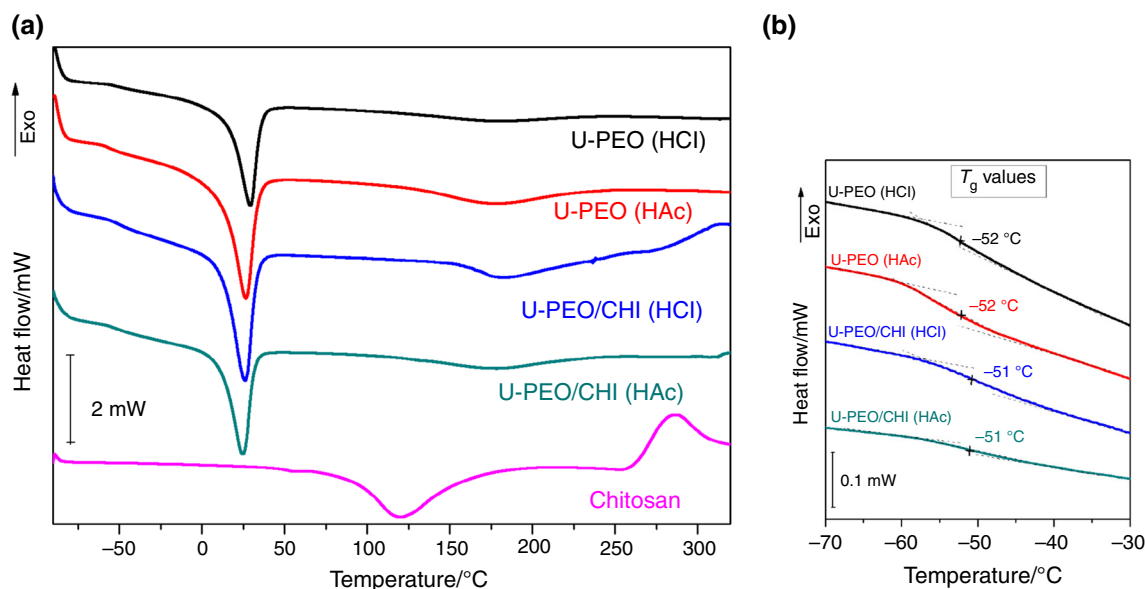 (a)
Exo
Heat flow/mW
U-PEO (HCl)
U-PEO (HAc)
U-PEO/CHI (HCl)
U-PEO/CHI (HAc)
2 mW
Chitosan
–50 0 50 100 150 200 250 300
Temperature/°C
(b)
Exo
Heat flow/mW
Tg values
U-PEO (HCl)
–52 °C
U-PEO (HAc)
–52 °C
U-PEO/CHI (HCl)
–51 °C
U-PEO/CHI (HAc)
–51 °C
0.1 mW
–70 –60 –50 –40 –30
Temperature/°C